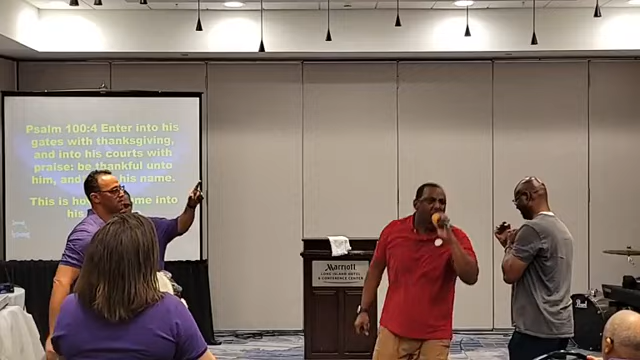 Psalm 100:4 Enter into his
gates with thanksgiving,
and into his courts with
praise: be thankful unto
him, and his name.
This is ho into
his
Marriott
LONG ISLAND HOTEL
& CONFERENCE CENTER
Pearl